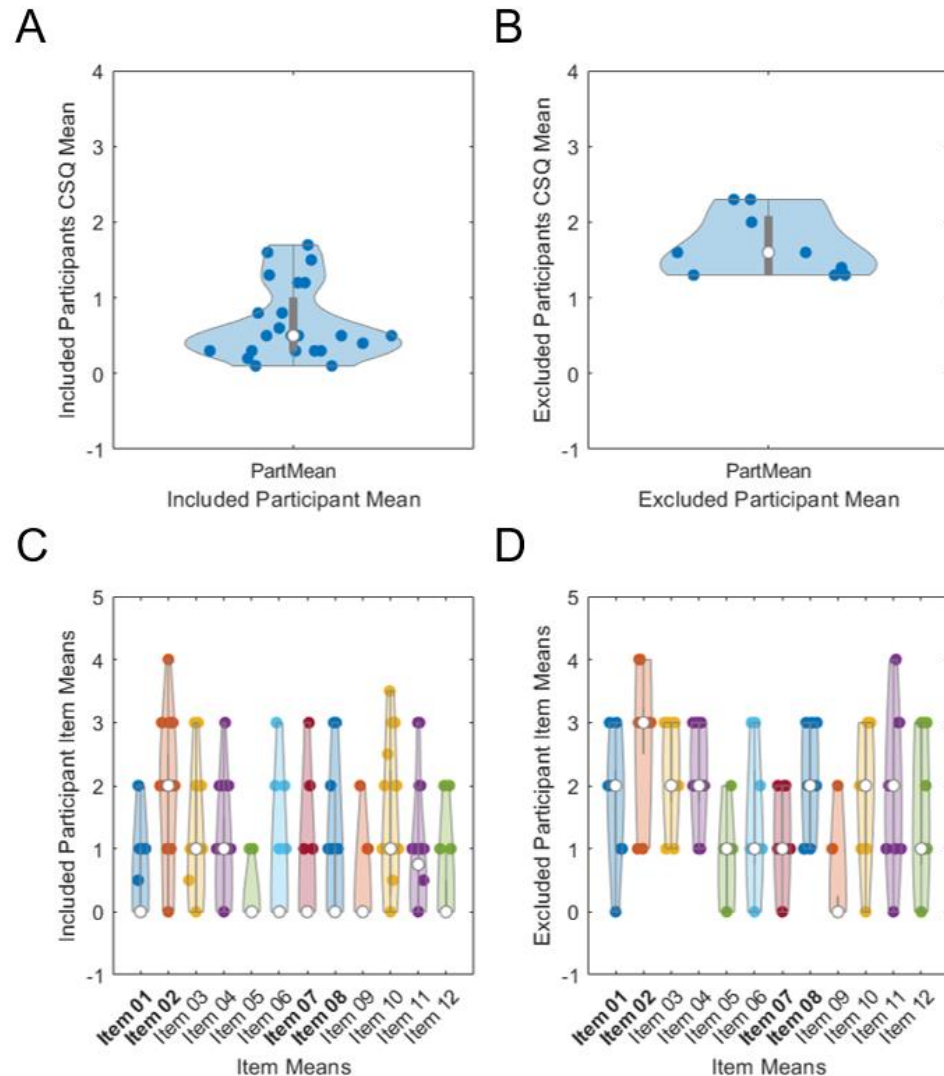 A
Included Participants CSQ Mean
4
3
2
1
0
-1
PartMean
Included Participant Mean
B
Excluded Participants CSQ Mean
4
3
2
1
0
-1
PartMean
Excluded Participant Mean
C
Included Participant Item Means
5
4
3
2
1
0
-1
Item 01
Item 02
Item 03
Item 04
Item 05
Item 06
Item 07
Item 08
Item 09
Item 10
Item 11
Item 12
Item Means
D
Excluded Participant Item Means
5
4
3
2
1
0
-1
Item 01
Item 02
Item 03
Item 04
Item 05
Item 06
Item 07
Item 08
Item 09
Item 10
Item 11
Item 12
Item Means